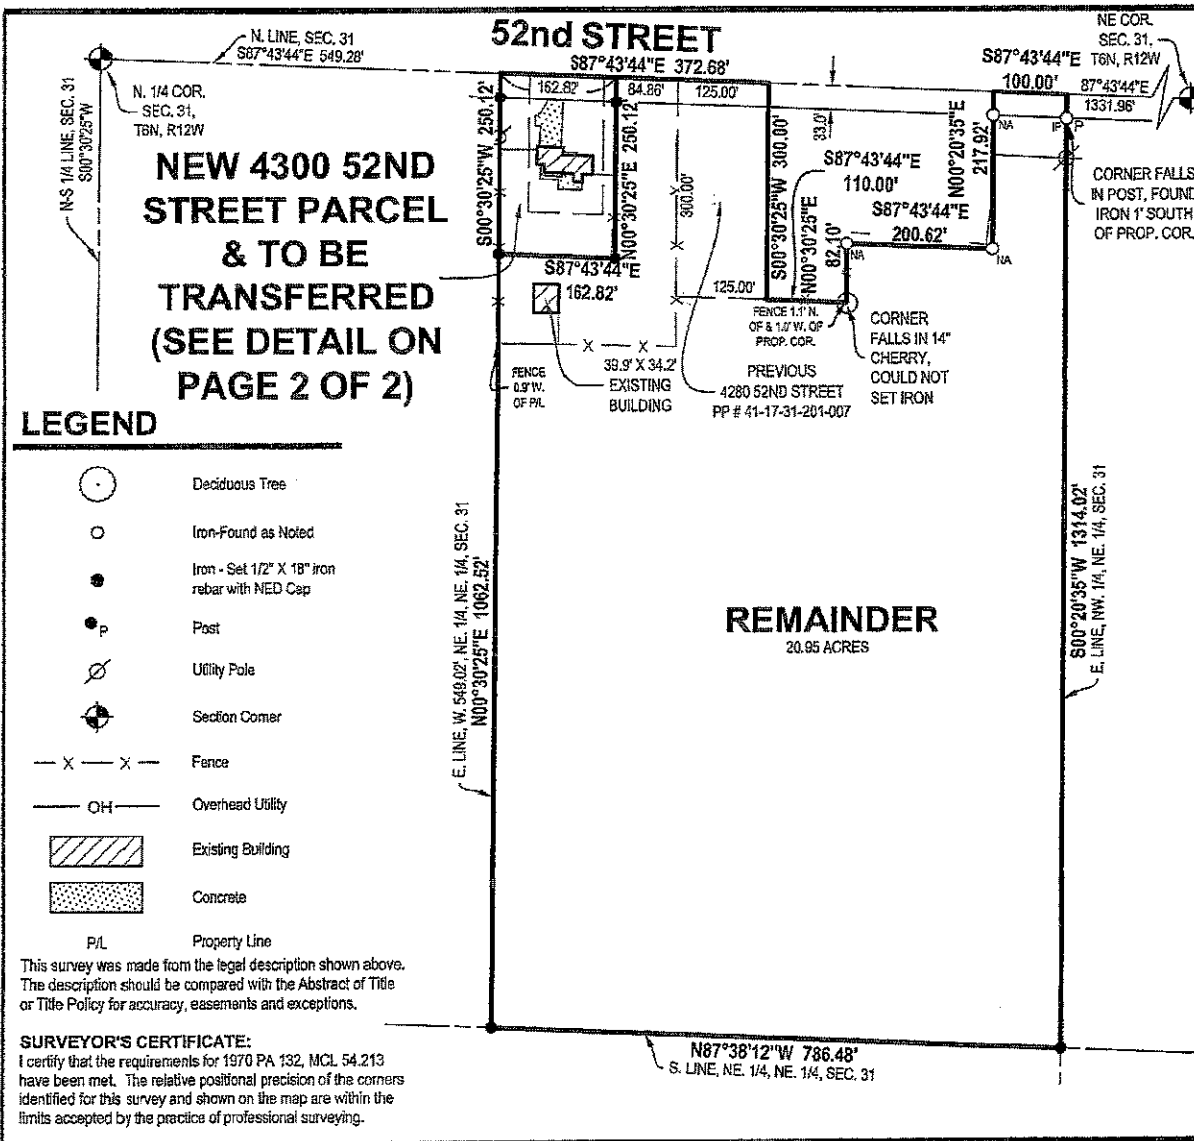 52nd STREET
N. LINE, SEC. 31
S87°43'44"E 549.28'
S87°43'44"E 372.68'
162.82'
84.86'
125.00'
NE COR.
SEC. 31,
T6N, R12W
S87°43'44"E
100.00'
87°43'44"E
1331.96'
N. 1/4 COR.
SEC. 31,
T6N, R12W
N-S 1/4 LINE, SEC. 31
S00°30'25"W
NEW 4300 52ND
STREET PARCEL
& TO BE
TRANSFERRED
(SEE DETAIL ON
PAGE 2 OF 2)
S00°30'25"W 250.12'
N00°30'25"E 250.12'
S87°43'44"E
162.82'
300.00'
125.00'
S00°30'25"W 300.00'
33.0'
S87°43'44"E
110.00'
N00°30'25"E
82.10'
S87°43'44"E
200.62'
N00°20'35"E
217.92'
NA
NA
NA
IF
P
CORNER FALLS
IN POST, FOUND
IRON 1' SOUTH
OF PROP. COR.
FENCE 1.1' N.
OF & 1.0' W. OF
PROP. COR.
CORNER
FALLS IN 14"
CHERRY,
COULD NOT
SET IRON
FENCE
0.9' W.
OF P/L
39.9' X 34.2'
EXISTING
BUILDING
PREVIOUS
4280 52ND STREET
PP # 41-17-31-201-007
LEGEND
Deciduous Tree
Iron-Found as Noted
Iron - Set 1/2" X 18" iron
rebar with NED Cap
P
Post
Utility Pole
Section Corner
X X
Fence
OH
Overhead Utility
Existing Building
Concrete
P/L
Property Line
E. LINE, W. 549.02', NE. 1/4, NE. 1/4, SEC. 31
N00°30'25"E 1062.52'
REMAINDER
20.95 ACRES
S00°20'35"W 1314.02'
E. LINE, NW. 1/4, NE. 1/4, SEC. 31
N87°38'12"W 786.48'
S. LINE, NE. 1/4, NE. 1/4, SEC. 31
This survey was made from the legal description shown above.
The description should be compared with the Abstract of Title
or Title Policy for accuracy, easements and exceptions.
SURVEYOR'S CERTIFICATE:
I certify that the requirements for 1970 PA 132, MCL 54.213
have been met. The relative positional precision of the corners
identified for this survey and shown on the map are within the
limits accepted by the practice of professional surveying.